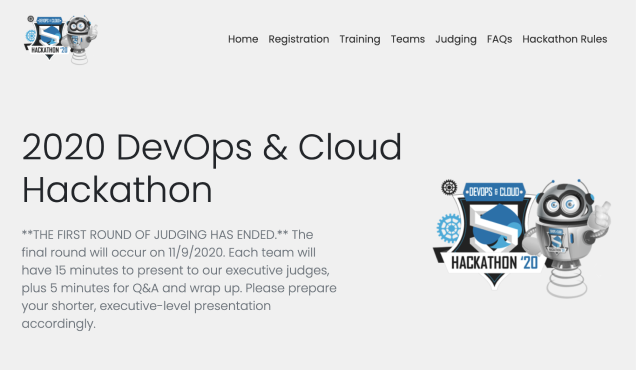 DEVOPS & CLOUD
HACKATHON '20
Home Registration Training Teams Judging FAQs Hackathon Rules
2020 DevOps & Cloud
Hackathon
**THE FIRST ROUND OF JUDGING HAS ENDED.** The
final round will occur on 11/9/2020. Each team will
have 15 minutes to present to our executive judges,
plus 5 minutes for Q&A and wrap up. Please prepare
your shorter, executive-level presentation
accordingly.
DEVOPS & CLOUD
HACKATHON '20